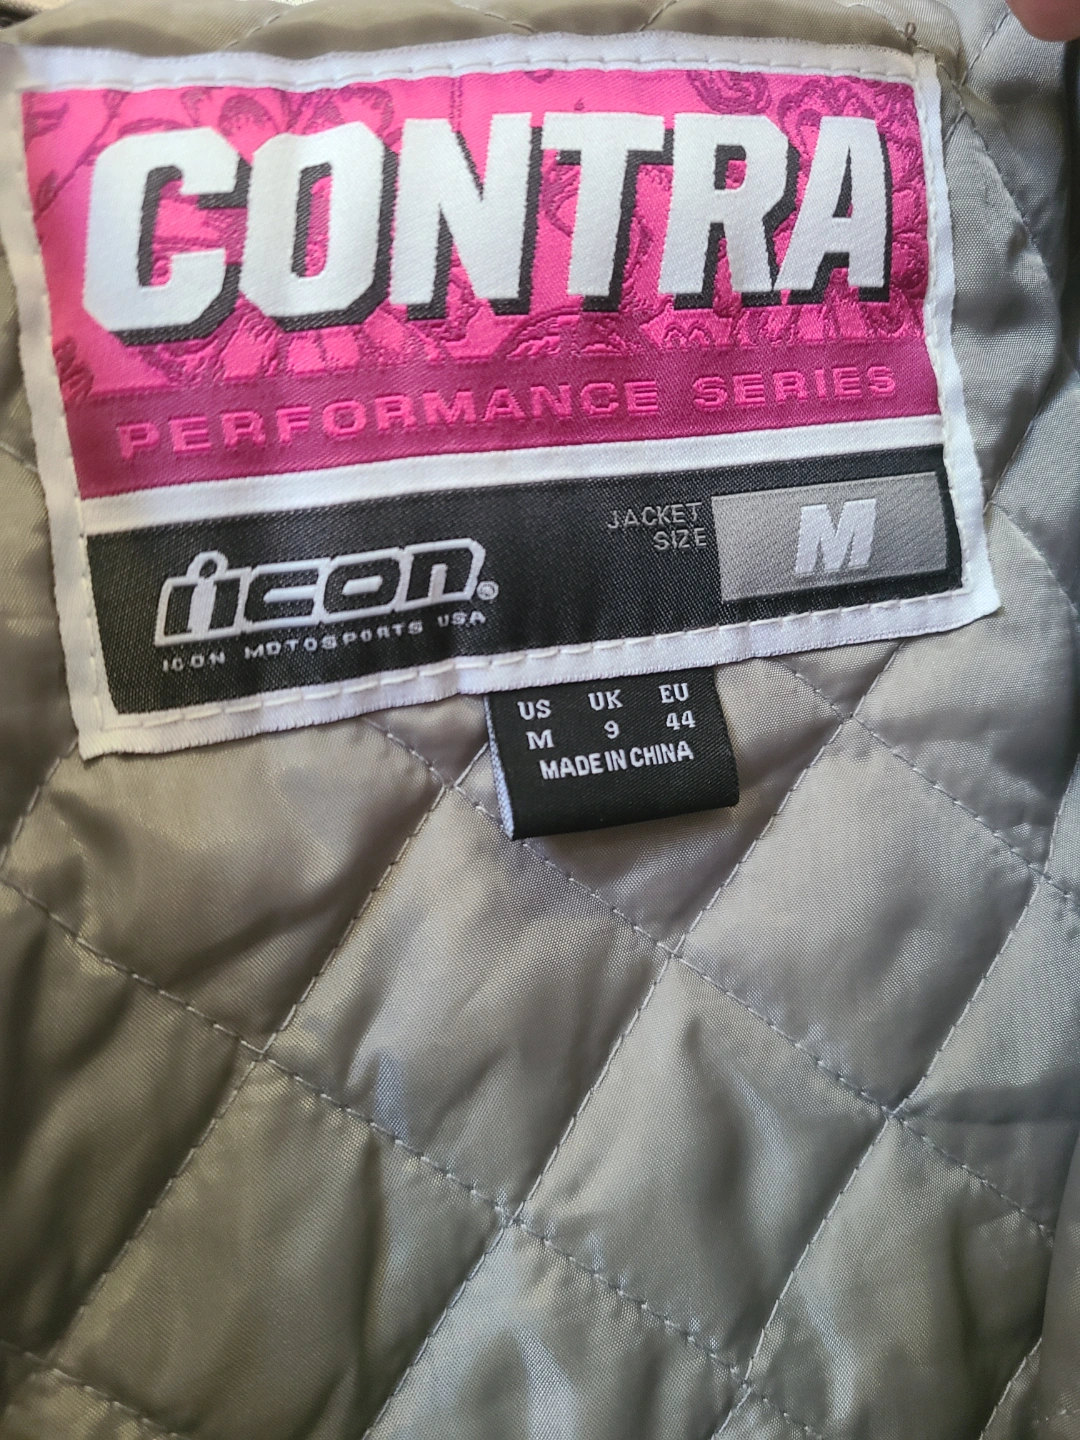 CONTRA
PERFORMANCE SERIES
JACKET
SIZE
M
icon®
ICON MOTOSPORTS USA
US UK EU
M 9 44
MADE IN CHINA